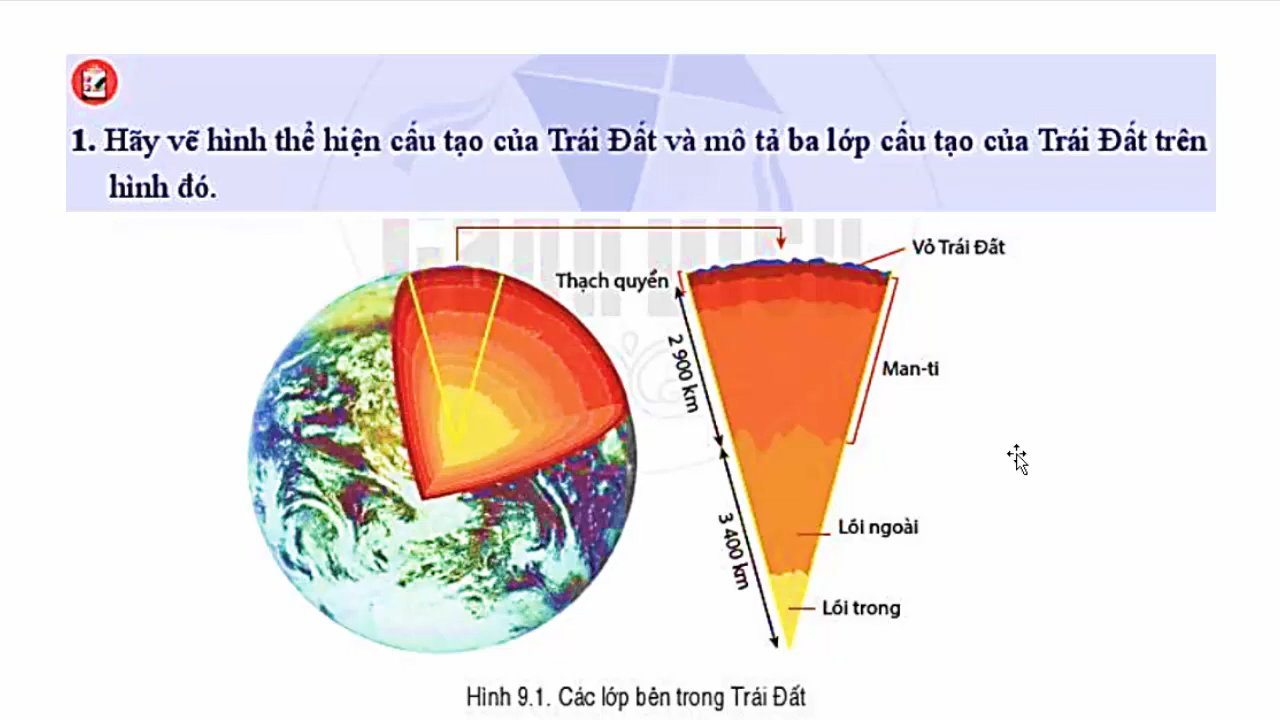 1. Hãy vẽ hình thể hiện cấu tạo của Trái Đất và mô tả ba lớp cấu tạo của Trái Đất trên
hình đó.
Vỏ Trái Đất
Thạch quyển
2 900 km
Man-ti
3 400 km
Lõi ngoài
Lõi trong
Hình 9.1. Các lớp bên trong Trái Đất